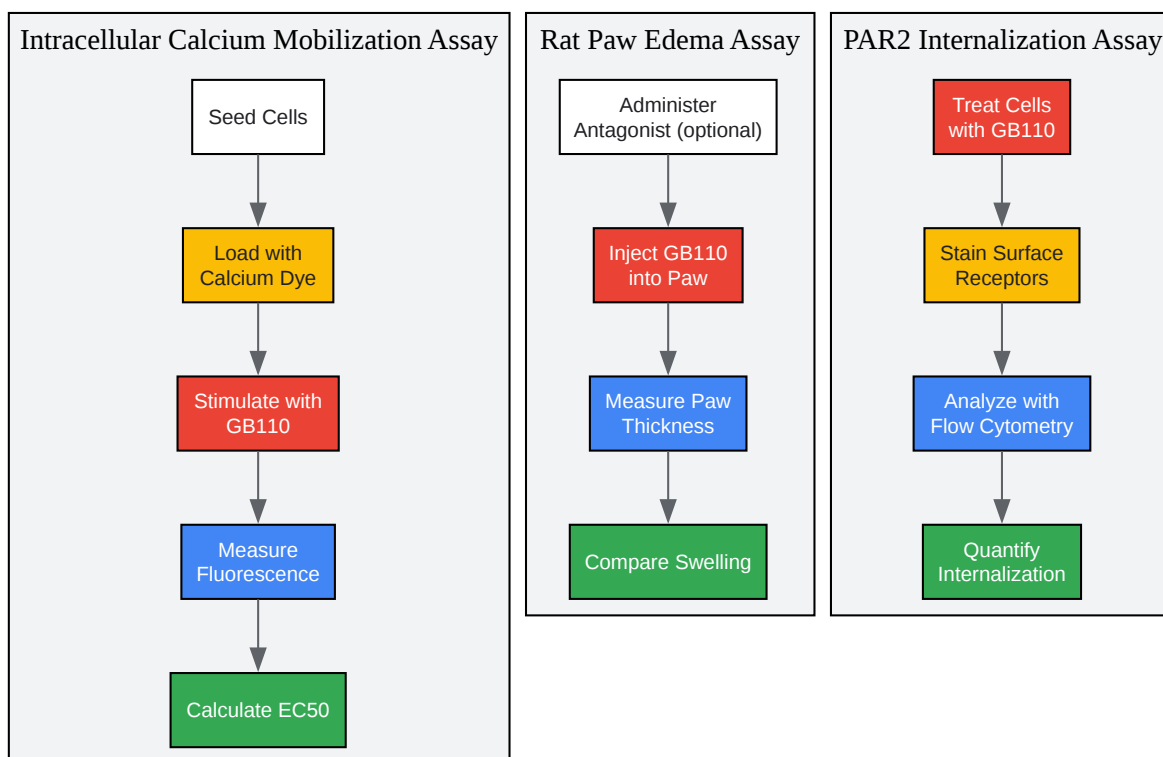 Intracellular Calcium Mobilization Assay
Seed Cells
Load with
Calcium Dye
Stimulate with
GB110
Measure
Fluorescence
Calculate EC50
Rat Paw Edema Assay
Administer
Antagonist (optional)
Inject GB110
into Paw
Measure Paw
Thickness
Compare Swelling
PAR2 Internalization Assay
Treat Cells
with GB110
Stain Surface
Receptors
Analyze with
Flow Cytometry
Quantify
Internalization